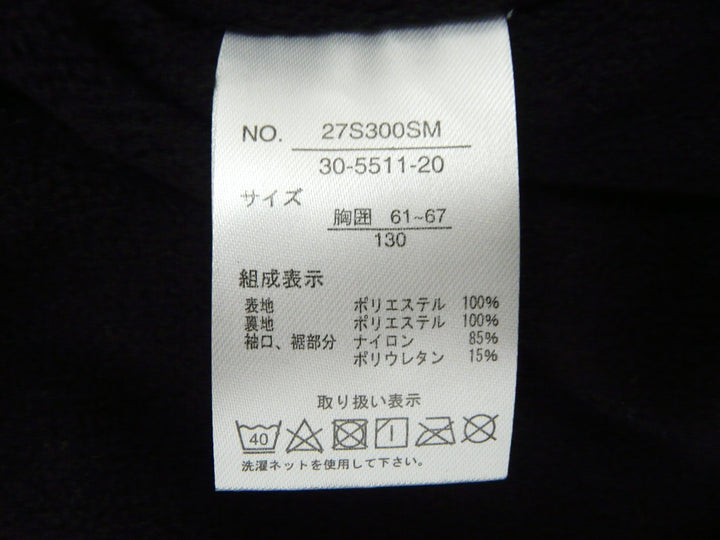 NO. 27S300SM
30-5511-20
サイズ
胸囲 61~67
130
組成表示
表地 ポリエステル 100%
裏地 ポリエステル 100%
袖口、裾部分 ナイロン 85%
ポリウレタン 15%
取り扱い表示
40
洗濯ネットを使用して下さい。